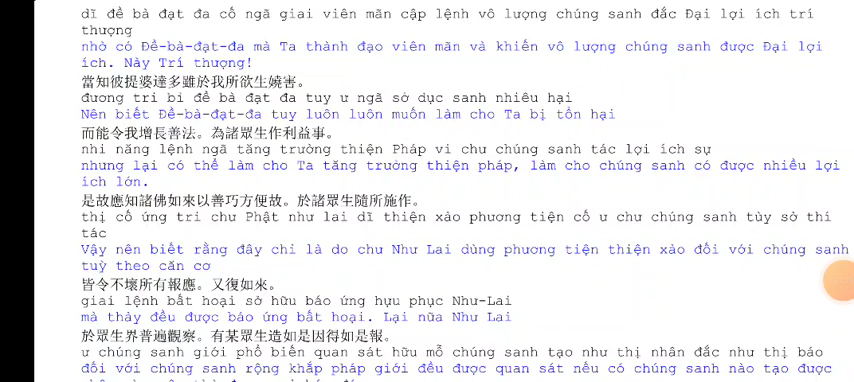 dĩ đề bà đạt đa cố ngã giai viên mãn cập lệnh vô lượng chúng sanh đắc Đại lợi ích trí
thượng
nhờ có Đề-bà-đạt-đa mà Ta thành đạo viên mãn và khiến vô lượng chúng sanh được Đại lợi
ích. Này Trí thượng!
當知彼提婆達多雖於我所欲生嬈害。
đương tri bỉ đề bà đạt đa tuy ư ngã sở dục sanh nhiêu hại
Nên biết Đề-bà-đạt-đa tuy luôn luôn muốn làm cho Ta bị tổn hại
而能令我增長善法。為諸眾生作利益事。
nhi năng lệnh ngã tăng trưởng thiện Pháp vi chư chúng sanh tác lợi ích sự
nhưng lại có thể làm cho Ta tăng trưởng thiện pháp, làm cho chúng sanh có được nhiều lợi
ích lớn.
是故應知諸佛如來以善巧方便故。於諸眾生隨所施作。
thị cố ứng tri chư Phật như lai dĩ thiện xảo phương tiện cố ư chư chúng sanh tùy sở thí
tác
Vậy nên biết rằng đây chỉ là do chư Như Lai dùng phương tiện thiện xảo đối với chúng sanh
tuỳ theo căn cơ
皆令不壞所有報應。又復如來。
giai lệnh bất hoại sở hữu báo ứng hựu phục Như-Lai
mà thảy đều được báo ứng bất hoại. Lại nữa Như Lai
於眾生界普遍觀察。有某眾生造如是因得如是報。
ư chúng sanh giới phổ biến quan sát hữu mỗ chúng sanh tạo như thị nhân đắc như thị báo
đối với chúng sanh rộng khắp pháp giới đều được quan sát nếu có chúng sanh nào tạo được